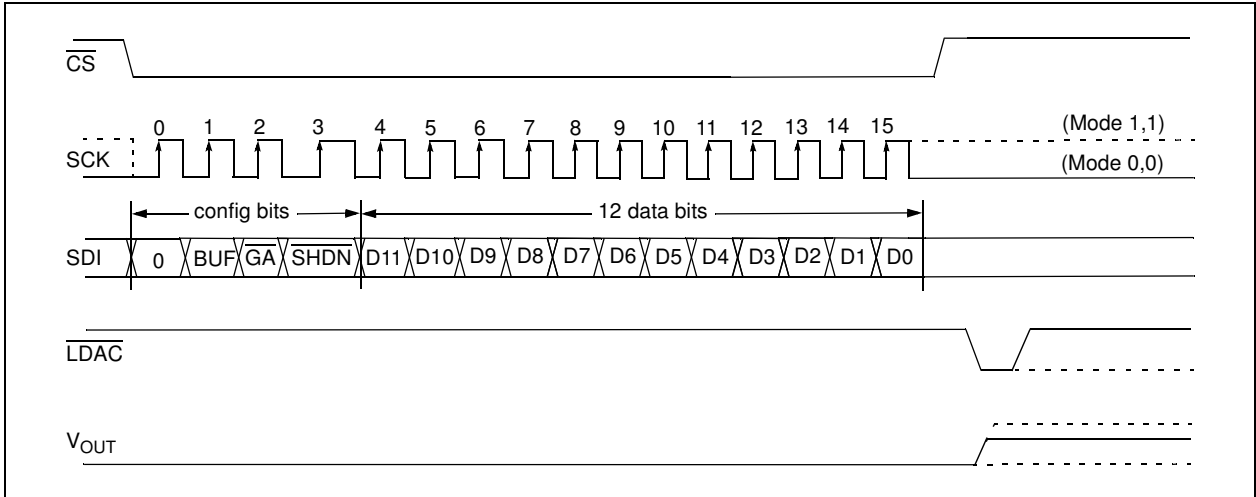 CS
0 1 2 3 4 5 6 7 8 9 10 11 12 13 14 15
(Mode 1,1)
SCK
(Mode 0,0)
config bits
12 data bits
SDI
0 BUF GA SHDN D11 D10 D9 D8 D7 D6 D5 D4 D3 D2 D1 D0
LDAC
VOUT